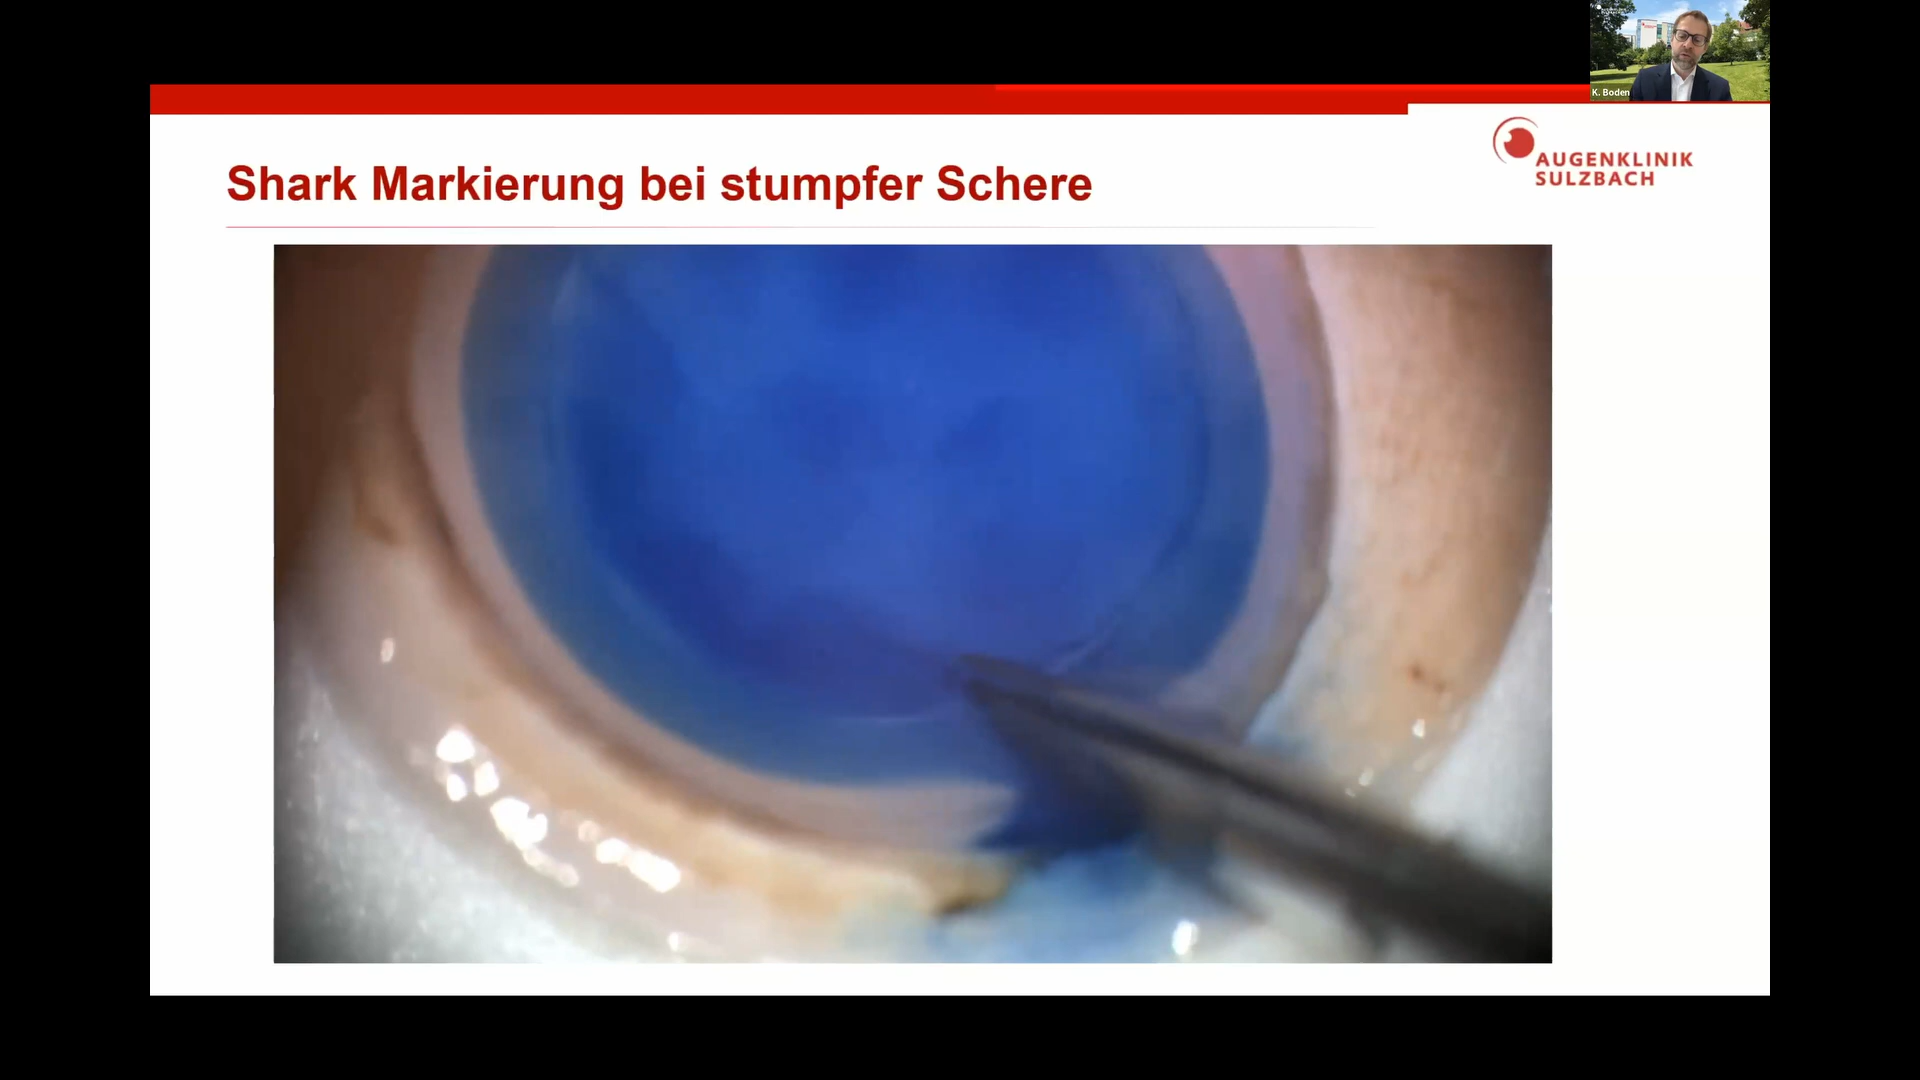 K. Boden
AUGENKLINIK
SULZBACH
Shark Markierung bei stumpfer Schere